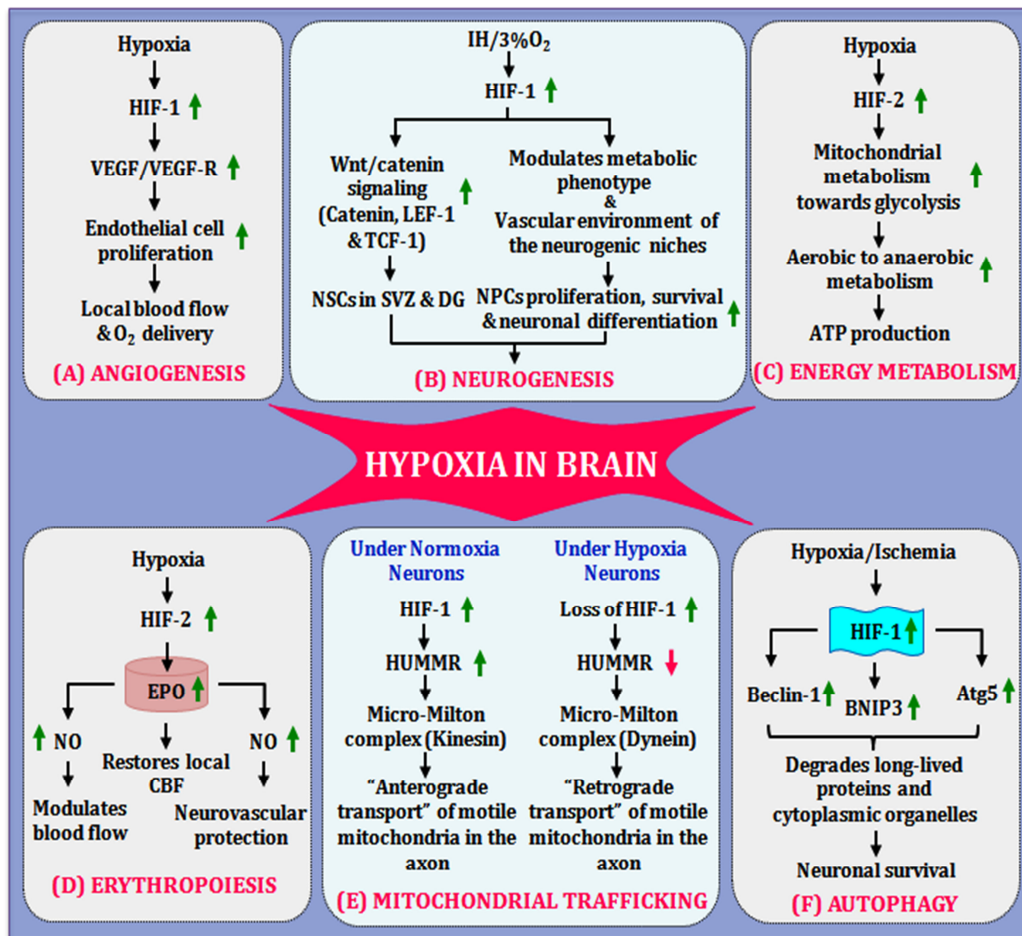 Hypoxia
HIF-1
VEGF/VEGF-R
Endothelial cell
proliferation
Local blood flow
& O₂ delivery
(A) ANGIOGENESIS
IH/3%O₂
HIF-1
Wnt/catenin
signaling
(Catenin, LEF-1
& TCF-1)
NSCs in SVZ & DG
Modulates metabolic
phenotype
&
Vascular environment of
the neurogenic niches
NPCs proliferation, survival
& neuronal differentiation
(B) NEUROGENESIS
Hypoxia
HIF-2
Mitochondrial
metabolism
towards glycolysis
Aerobic to anaerobic
metabolism
ATP production
(C) ENERGY METABOLISM
HYPOXIA IN BRAIN
Hypoxia
HIF-2
EPO
NO
Modulates
blood flow
Restores local
CBF
NO
Neurovascular
protection
(D) ERYTHROPOIESIS
Under Normoxia
Neurons
HIF-1
HUMMR
Micro-Milton
complex (Kinesin)
“Anterograde
transport” of motile
mitochondria in the
axon
Under Hypoxia
Neurons
Loss of HIF-1
HUMMR
Micro-Milton
complex (Dynein)
“Retrograde
transport” of motile
mitochondria in the
axon
(E) MITOCHONDRIAL TRAFFICKING
Hypoxia/Ischemia
HIF-1
Beclin-1
BNIP3
Atg5
Degrades long-lived
proteins and
cytoplasmic organelles
Neuronal survival
(F) AUTOPHAGY